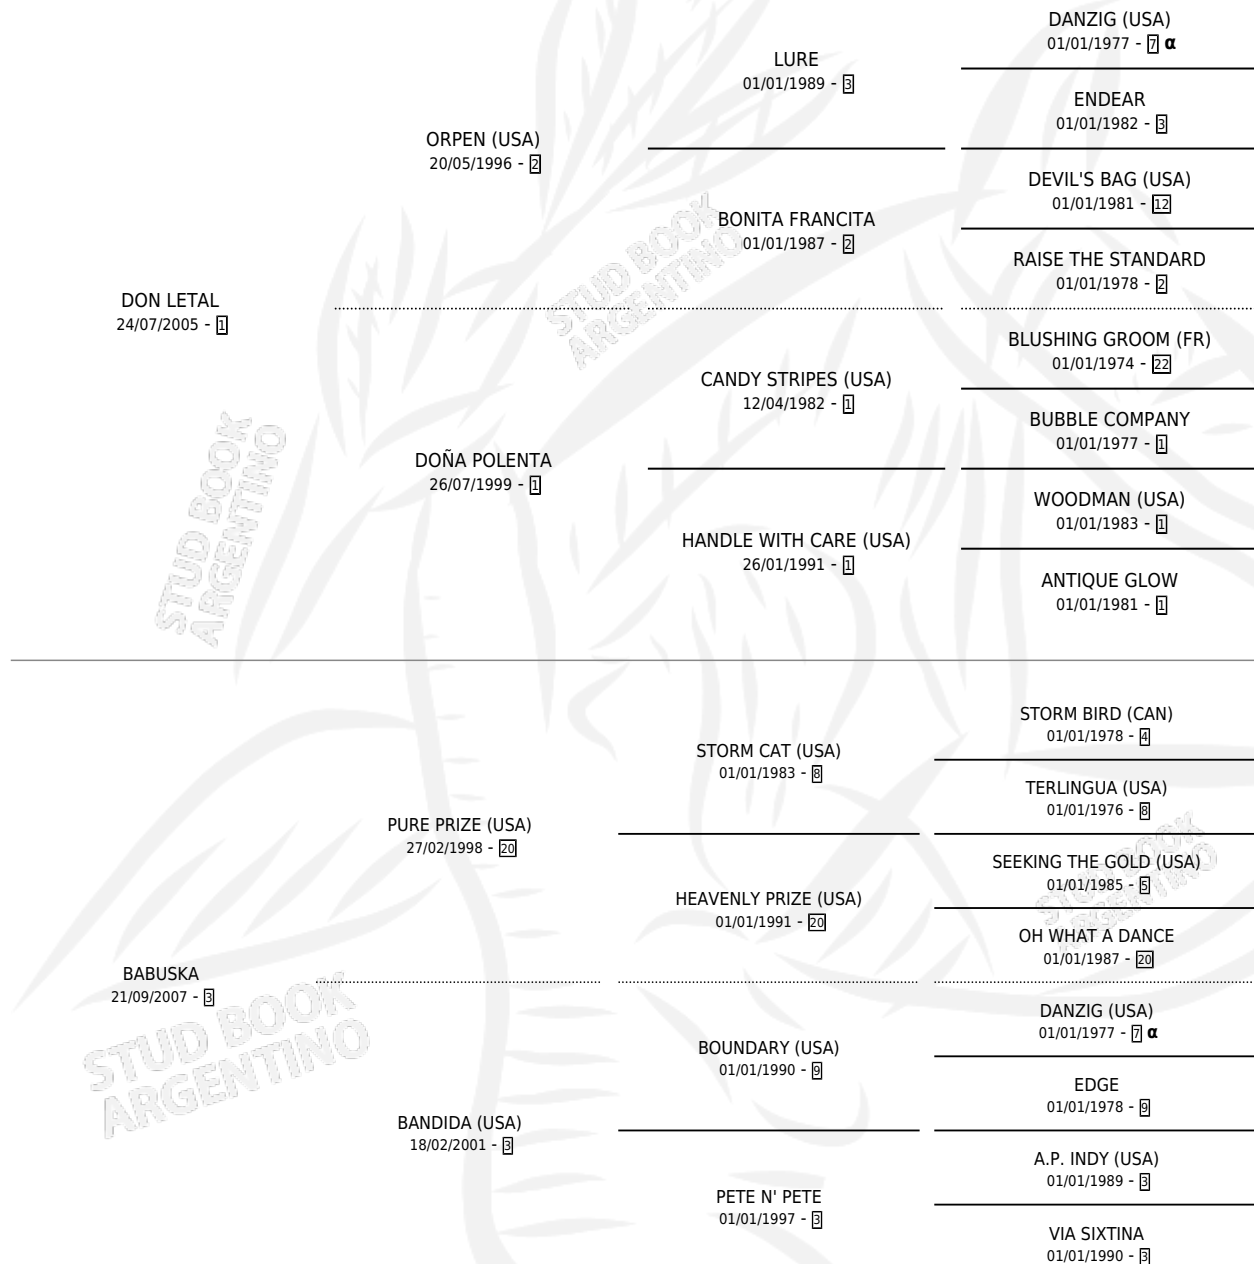 DANZIG (USA)
01/01/1977 - 7 α
LURE
01/01/1989 - 3
ENDEAR
01/01/1982 - 3
ORPEN (USA)
20/05/1996 - 2
DEVIL'S BAG (USA)
01/01/1981 - 12
BONITA FRANCITA
01/01/1987 - 2
RAISE THE STANDARD
01/01/1978 - 2
DON LETAL
24/07/2005 - 1
BLUSHING GROOM (FR)
01/01/1974 - 22
CANDY STRIPES (USA)
12/04/1982 - 1
BUBBLE COMPANY
01/01/1977 - 1
DOÑA POLENTA
26/07/1999 - 1
WOODMAN (USA)
01/01/1983 - 1
HANDLE WITH CARE (USA)
26/01/1991 - 1
ANTIQUE GLOW
01/01/1981 - 1
STORM BIRD (CAN)
01/01/1978 - 4
STORM CAT (USA)
01/01/1983 - 8
TERLINGUA (USA)
01/01/1976 - 8
PURE PRIZE (USA)
27/02/1998 - 20
SEEKING THE GOLD (USA)
01/01/1985 - 5
HEAVENLY PRIZE (USA)
01/01/1991 - 20
OH WHAT A DANCE
01/01/1987 - 20
BABUSKA
21/09/2007 - 3
DANZIG (USA)
01/01/1977 - 7 α
BOUNDARY (USA)
01/01/1990 - 9
EDGE
01/01/1978 - 9
BANDIDA (USA)
18/02/2001 - 3
A.P. INDY (USA)
01/01/1989 - 3
PETE N' PETE
01/01/1997 - 3
VIA SIXTINA
01/01/1990 - 3
STUD BOOK
ARGENTINO
STUD BOOK
ARGENTINO
STUD BOOK
ARGENTINO
STUD BOOK
ARGENTINO